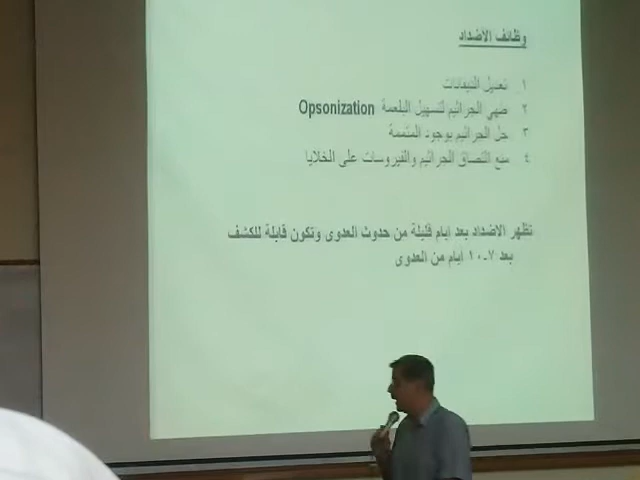 وظائف الاضداد
١. تعديل الذيفانات
٢. طهي الجراثيم لتسهيل البلعمة Opsonization
٣. حل الجراثيم بوجود المتممة
٤. منع التصاق الجراثيم والفيروسات على الخلايا
تظهر الاضداد بعد ايام قليلة من حدوث العدوى وتكون قابلة للكشف
بعد ٧-١٠ ايام من العدوى